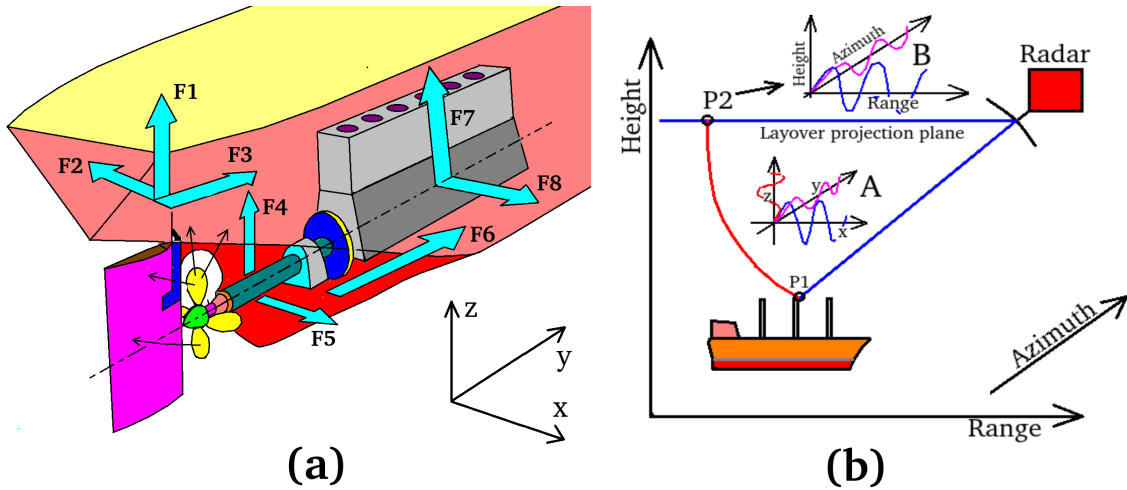 F1
F2
F3
F4
F5
F6
F7
F8
z
y
x
(a)
Height
Range
Azimuth
Radar
P2
Height
Azimuth
B
Range
Layover projection plane
z
y
A
x
P1
(b)